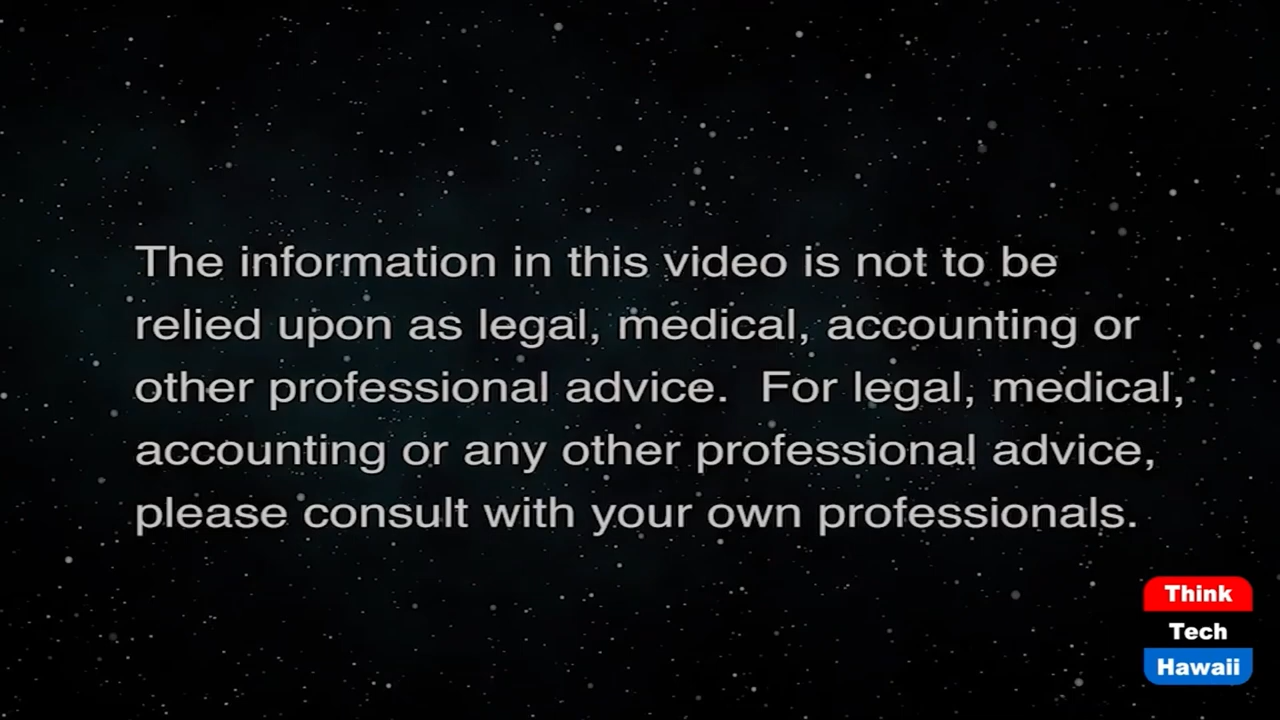 The information in this video is not to be
relied upon as legal, medical, accounting or
other professional advice.  For legal, medical,
accounting or any other professional advice,
please consult with your own professionals.
Think
Tech
Hawaii